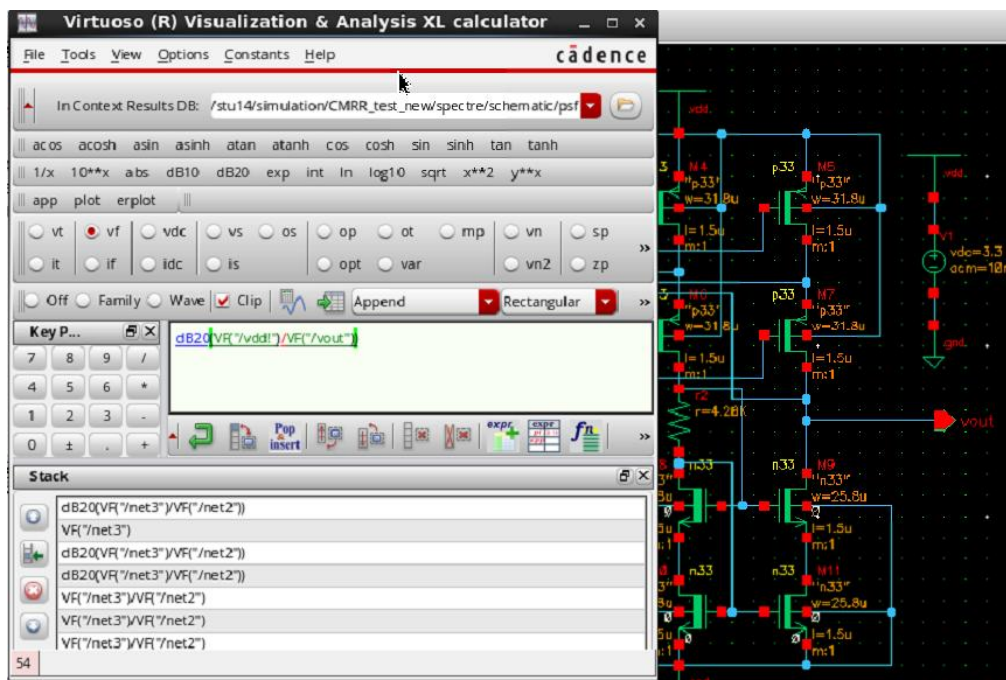 Virtuoso (R) Visualization & Analysis XL calculator
File Tools View Options Constants Help
cādence
In Context Results DB: /stu14/simulation/CMRR_test_new/spectre/schematic/psf
acos acosh asin asinh atan atanh cos cosh sin sinh tan tanh
1/x 10**x abs dB10 dB20 exp int ln log10 sqrt x**2 y**x
app plot erplot
vt vf vdc vs os op ot mp vn sp
it if idc is opt var vn2 zp
»
Off Family Wave Clip Append Rectangular »
Key P...
7 8 9 /
4 5 6 *
1 2 3 -
0 ± . +
dB20(VF("/vdd!")/VF("/vout"))
Pop insert
expr
expr
fn
»
Stack
dB20(VF("/net3")/VF("/net2"))
VF("/net3")
dB20(VF("/net3")/VF("/net2"))
dB20(VF("/net3")/VF("/net2"))
VF("/net3")/VF("/net2")
VF("/net3")/VF("/net2")
VF("/net3")/VF("/net2")
54
vdd
3 M4
"p33"
w=31.8u
l=1.5u
m:1
p33 M5
"p33"
w=31.8u
l=1.5u
m:1
vdd
V1
vdc=3.3
gnd
M6
"p33"
w=31.8u
l=1.5u
m:1
p33 M7
"p33"
w=31.8u
l=1.5u
m:1
r2
r=4.28K
vout
n33
n33 M9
"n33"
w=25.8u
0
l=1.5u
m:1
n33
n33 M11
"n33"
w=25.8u
0
l=1.5u
m:1